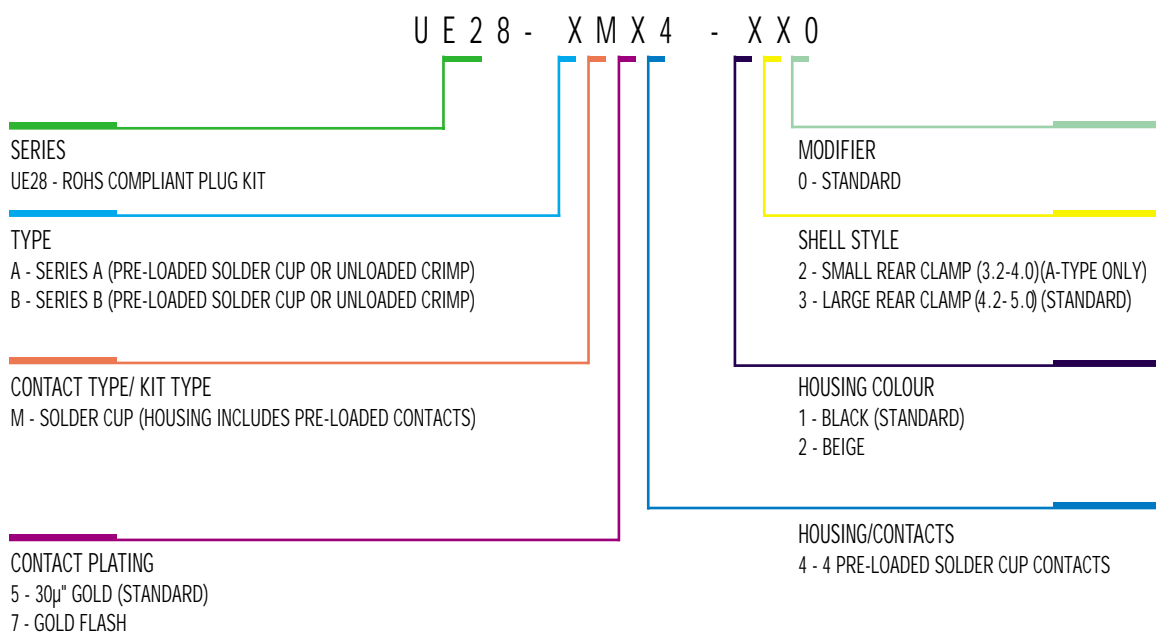 UE28- XMX4 - XX0
SERIES
UE28 - ROHS COMPLIANT PLUG KIT
TYPE
A - SERIES A (PRE-LOADED SOLDER CUP OR UNLOADED CRIMP)
B - SERIES B (PRE-LOADED SOLDER CUP OR UNLOADED CRIMP)
CONTACT TYPE/ KIT TYPE
M - SOLDER CUP (HOUSING INCLUDES PRE-LOADED CONTACTS)
CONTACT PLATING
5 - 30µ" GOLD (STANDARD)
7 - GOLD FLASH
MODIFIER
0 - STANDARD
SHELL STYLE
2 - SMALL REAR CLAMP (3.2-4.0)(A-TYPE ONLY)
3 - LARGE REAR CLAMP (4.2-5.0) (STANDARD)
HOUSING COLOUR
1 - BLACK (STANDARD)
2 - BEIGE
HOUSING/CONTACTS
4 - 4 PRE-LOADED SOLDER CUP CONTACTS